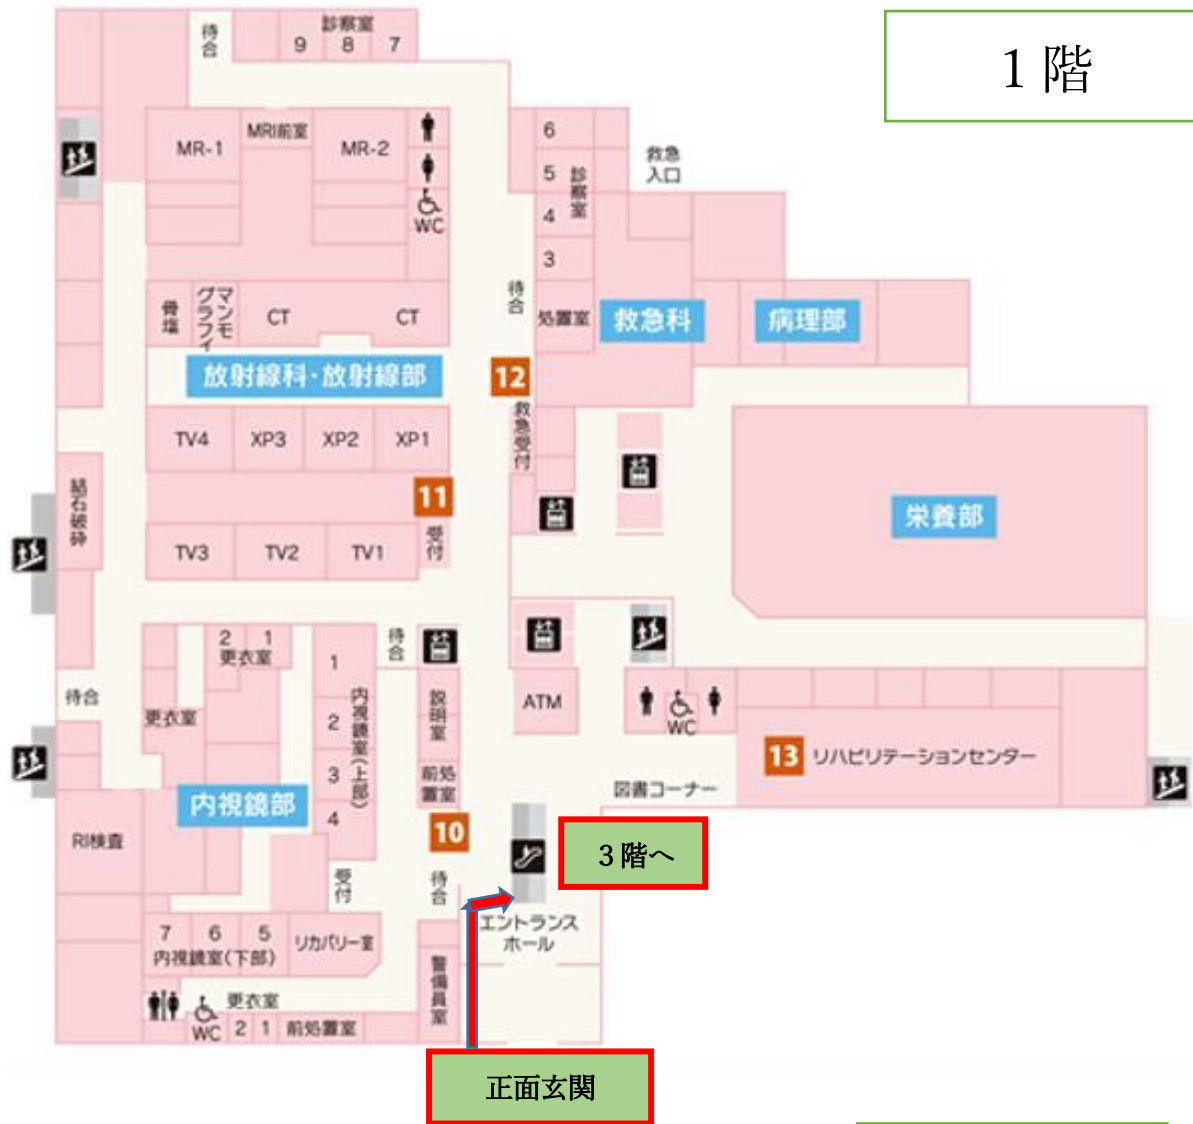 1階
待合
診察室
9 8 7
MR-1
MRI前室
MR-2
WC
6
5
4
3
診察室
救急
入口
待合
処置室
救急科
病理部
骨塩
マンモ
グラフィ
CT
CT
放射線科・放射線部
12
救急受付
TV4
XP3
XP2
XP1
11
受付
結石破砕
TV3
TV2
TV1
栄養部
2 1
更衣室
待合
1
2
3
4
内視鏡室(上部)
説明室
ATM
WC
待合
更衣室
前処
置室
13 リハビリテーションセンター
図書コーナー
内視鏡部
10
RI検査
3階へ
受付
待合
エントランス
ホール
7 6 5
内視鏡室(下部)
リカバリー室
警備員室
更衣室
WC
2 1
前処置室
正面玄関